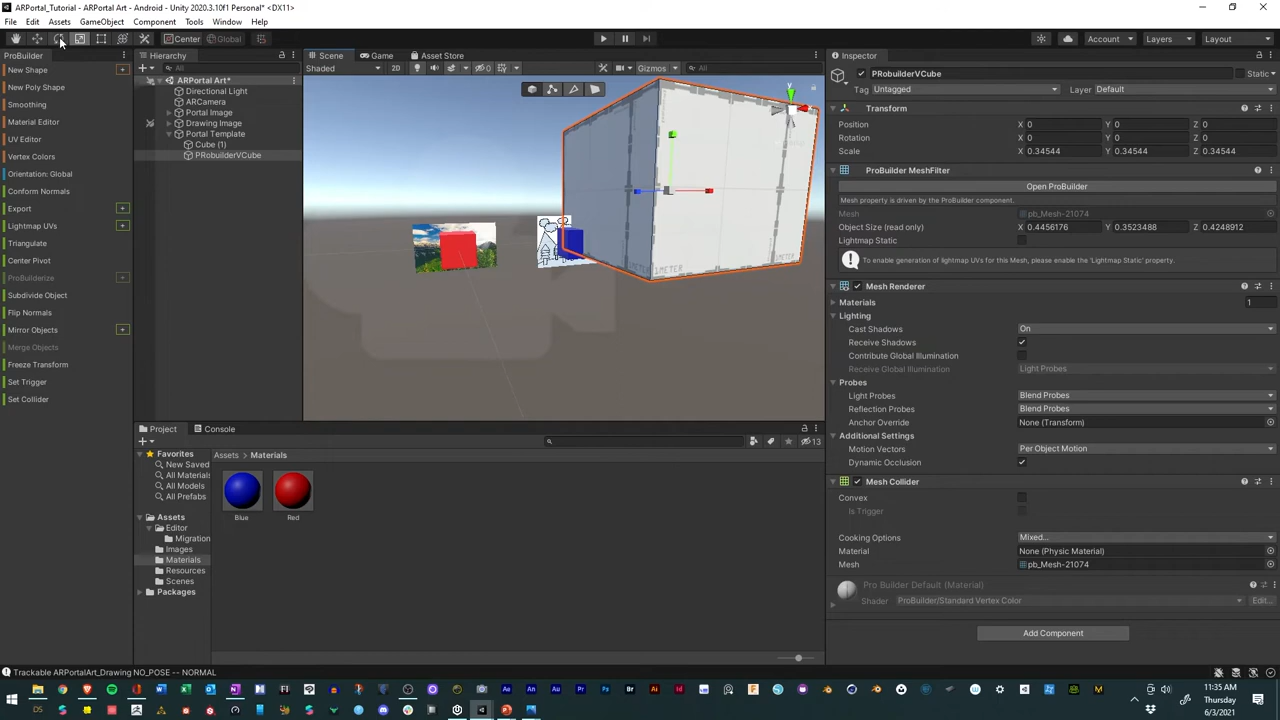 ARPortal_Tutorial - ARPortal Art - Android - Unity 2020.3.10f1 Personal* <DX11>
File Edit Assets GameObject Component Tools Window Help
Center Global Account Layers Layout
ProBuilder
New Shape
New Poly Shape
Smoothing
Material Editor
UV Editor
Vertex Colors
Orientation: Global
Conform Normals
Export
Lightmap UVs
Triangulate
Center Pivot
ProBuilderize
Subdivide Object
Flip Normals
Mirror Objects
Merge Objects
Freeze Transform
Set Trigger
Set Collider
Hierarchy
All
ARPortal Art*
Directional Light
ARCamera
Portal Image
Drawing Image
Portal Template
Cube (1)
PRobuilderVCube
Scene Game Asset Store
Shaded 2D 0 Gizmos All
y
1METER 1METER
Project Console
13
Favorites
New Saved
All Materials
All Models
All Prefabs
Assets
Editor
Migration
Images
Materials
Resources
Scenes
Packages
Assets > Materials
Blue Red
Inspector
PRobuilderVCube Static
Tag Untagged Layer Default
Transform
Position X 0 Y 0 Z 0
Rotation X 0 Y 0 Z 0
Scale X 0.34544 Y 0.34544 Z 0.34544
ProBuilder MeshFilter
Open ProBuilder
Mesh property is driven by the ProBuilder component.
Mesh pb_Mesh-21074
Object Size (read only) X 0.4456176 Y 0.3523488 Z 0.4248912
Lightmap Static
To enable generation of lightmap UVs for this Mesh, please enable the 'Lightmap Static' property.
Mesh Renderer
Materials 1
Lighting
Cast Shadows On
Receive Shadows
Contribute Global Illumination
Receive Global Illumination Light Probes
Probes
Light Probes Blend Probes
Reflection Probes Blend Probes
Anchor Override None (Transform)
Additional Settings
Motion Vectors Per Object Motion
Dynamic Occlusion
Mesh Collider
Convex
Is Trigger
Cooking Options Mixed...
Material None (Physic Material)
Mesh pb_Mesh-21074
Pro Builder Default (Material)
Shader ProBuilder/Standard Vertex Color Edit...
Add Component
Trackable ARPortalArt_Drawing NO_POSE -- NORMAL
11:35 AM
Thursday
6/3/2021